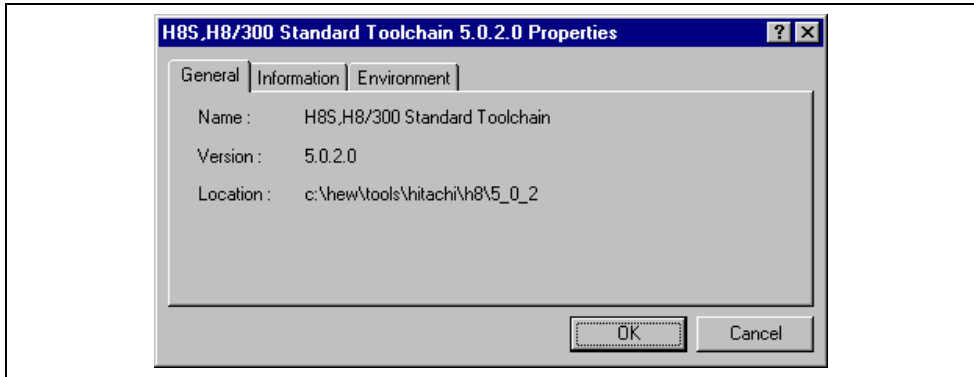 H8S,H8/300 Standard Toolchain 5.0.2.0 Properties
General Information Environment
Name : H8S,H8/300 Standard Toolchain
Version : 5.0.2.0
Location : c:\hew\tools\hitachi\h8\5_0_2
OK Cancel